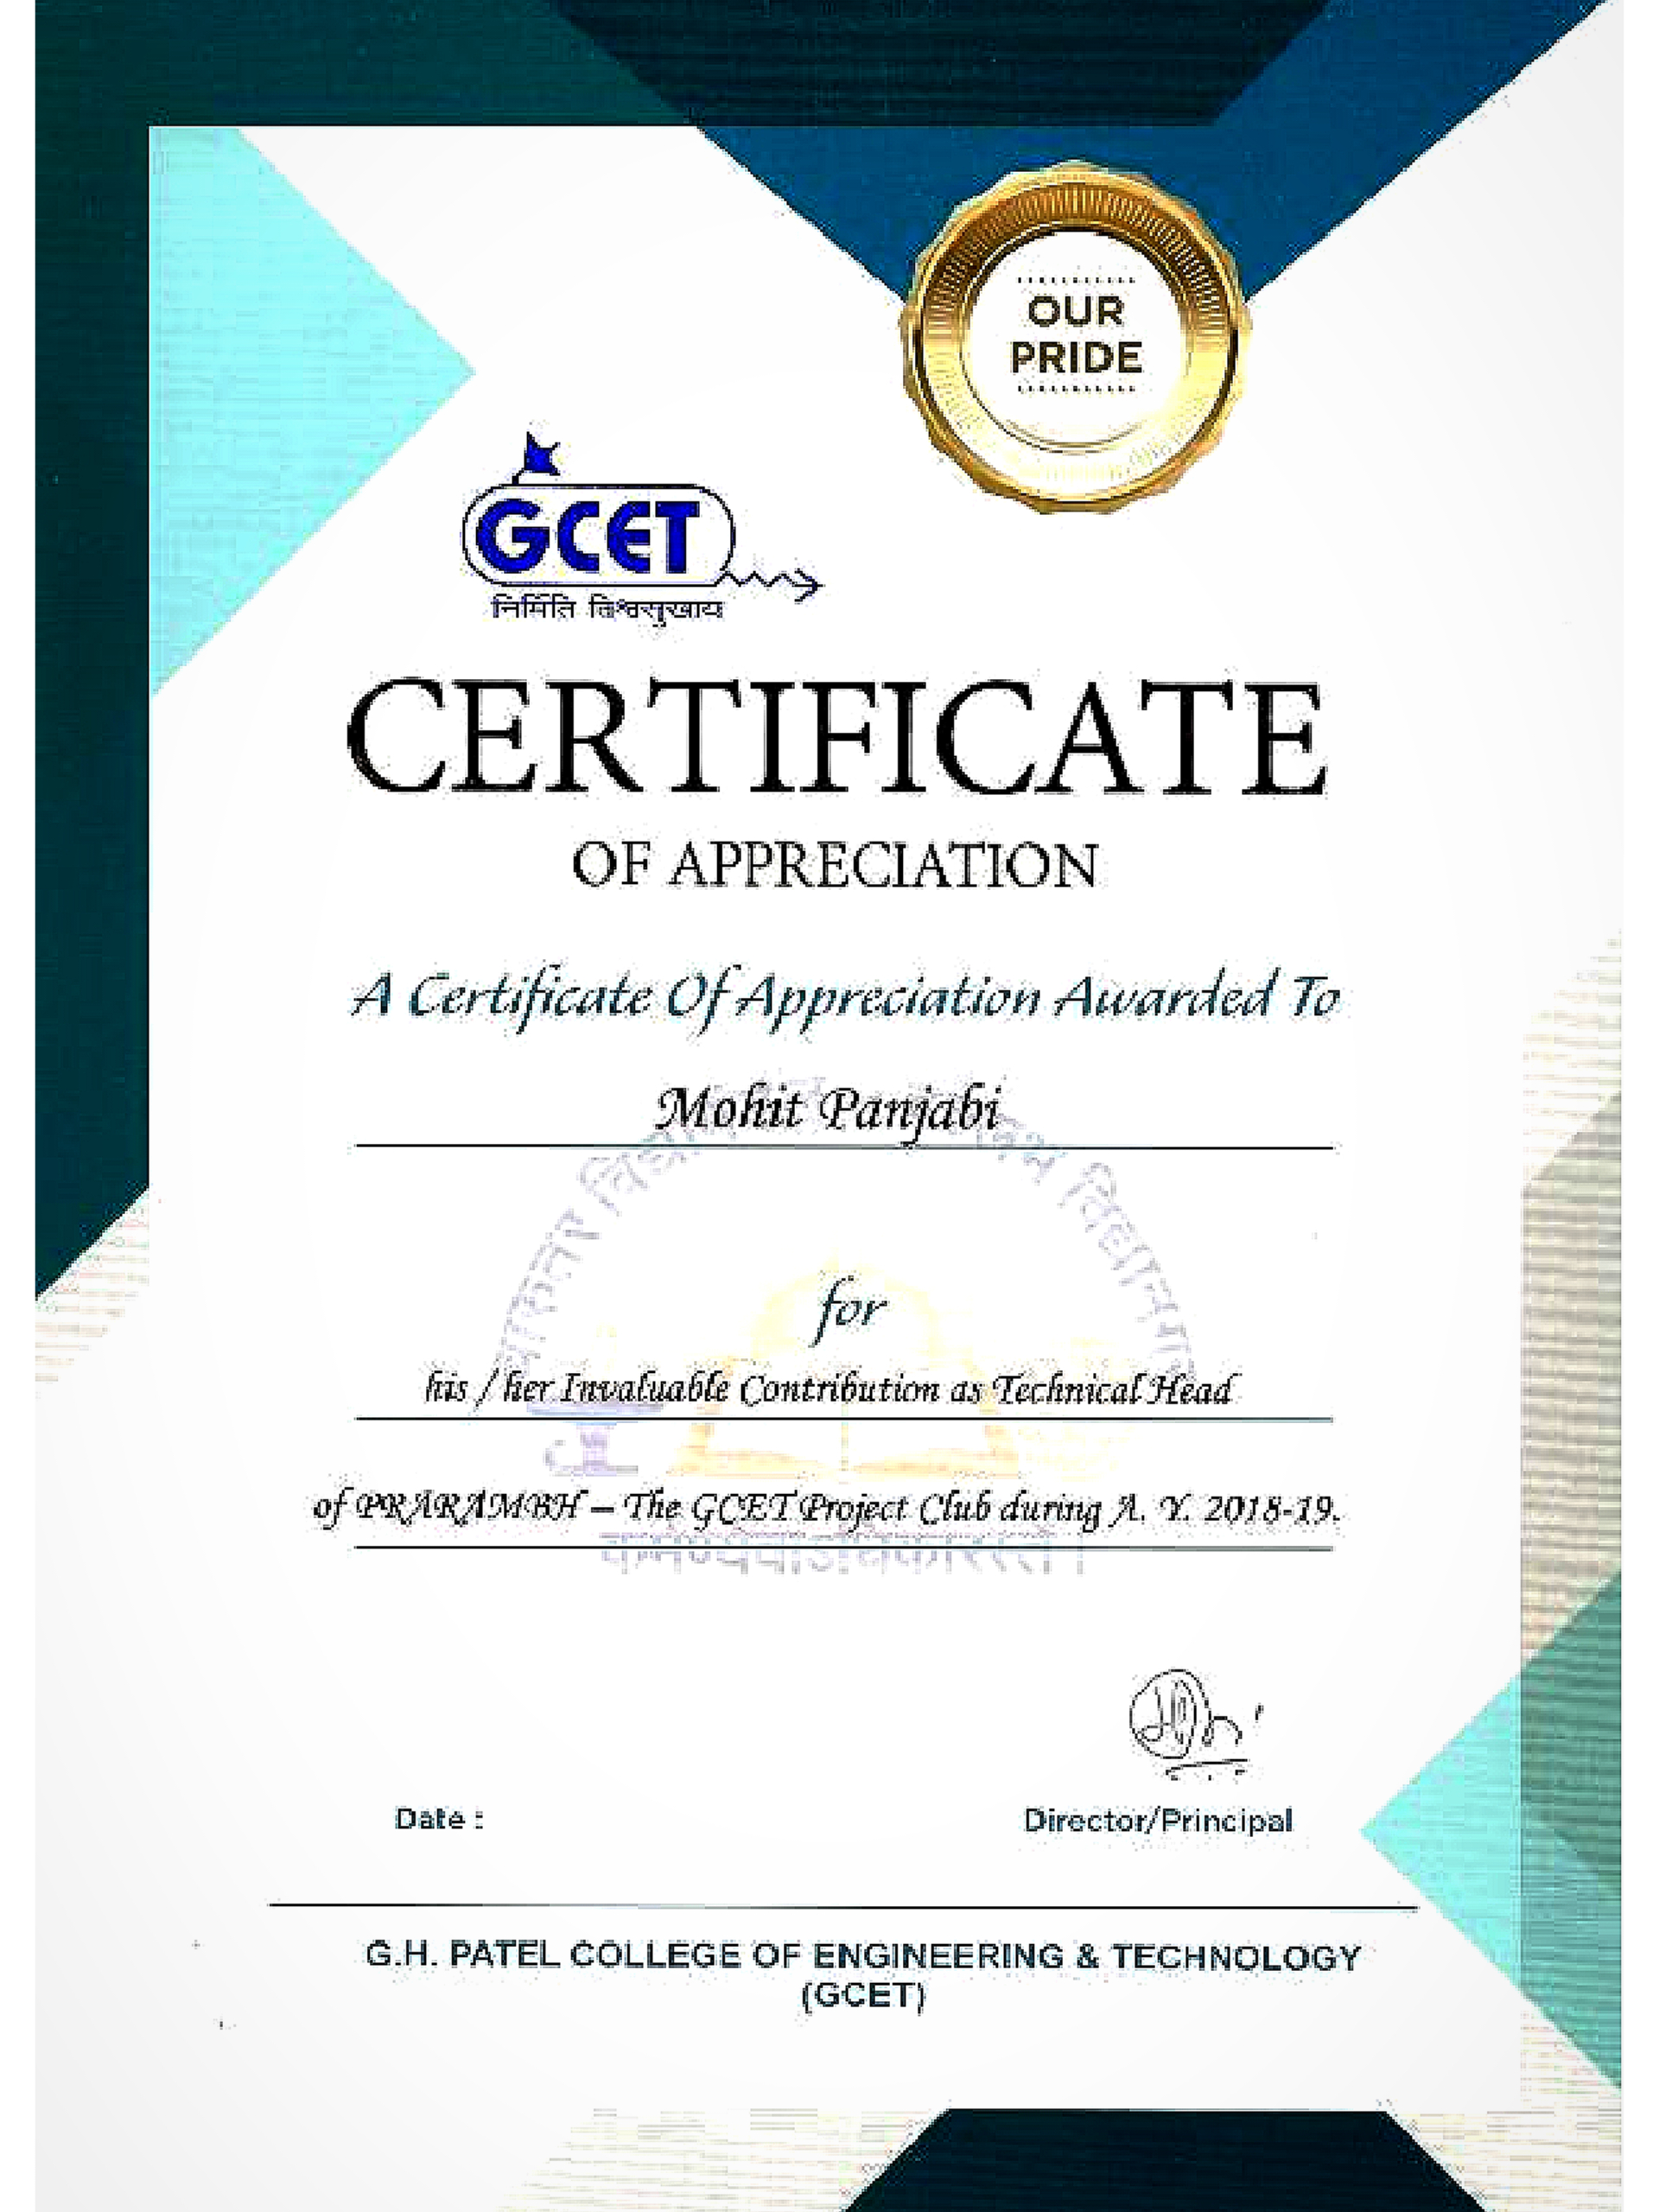 OUR
PRIDE
GCET
निर्मिति विश्वसुखाय
CERTIFICATE
OF APPRECIATION
A Certificate Of Appreciation Awarded To
Mohit Panjabi
for
his / her Invaluable Contribution as Technical Head
of PRARAMBH – The GCET Project Club during A. Y. 2018-19.
Date :
Director/Principal
G.H. PATEL COLLEGE OF ENGINEERING & TECHNOLOGY
(GCET)